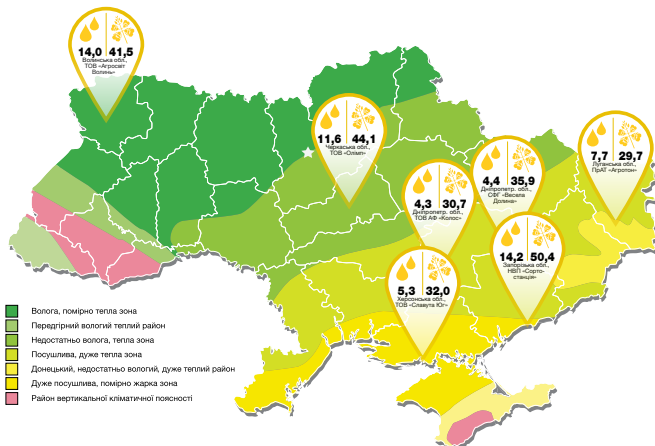 14,0 41,5
Волинська обл.,
ТОВ «Агросвіт
Волинь»
11,6 44,1
Черкаська обл.,
ТОВ «Олімп»
4,4 35,9
Дніпропетр. обл.,
СФГ «Весела
Долина»
7,7 29,7
Луганська обл.,
ПрАТ «Агротон»
4,3 30,7
Дніпропетр. обл.,
ТОВ АФ «Колос»
14,2 50,4
Запорізька обл.,
НВП «Сорто-
станція»
5,3 32,0
Херсонська обл.,
ТОВ «Славута Юг»
Волога, помірно тепла зона
Передгірний вологий теплий район
Недостатньо волога, тепла зона
Посушлива, дуже тепла зона
Донецький, недостатньо вологий, дуже теплий район
Дуже посушлива, помірно жарка зона
Район вертикальної кліматичної поясності